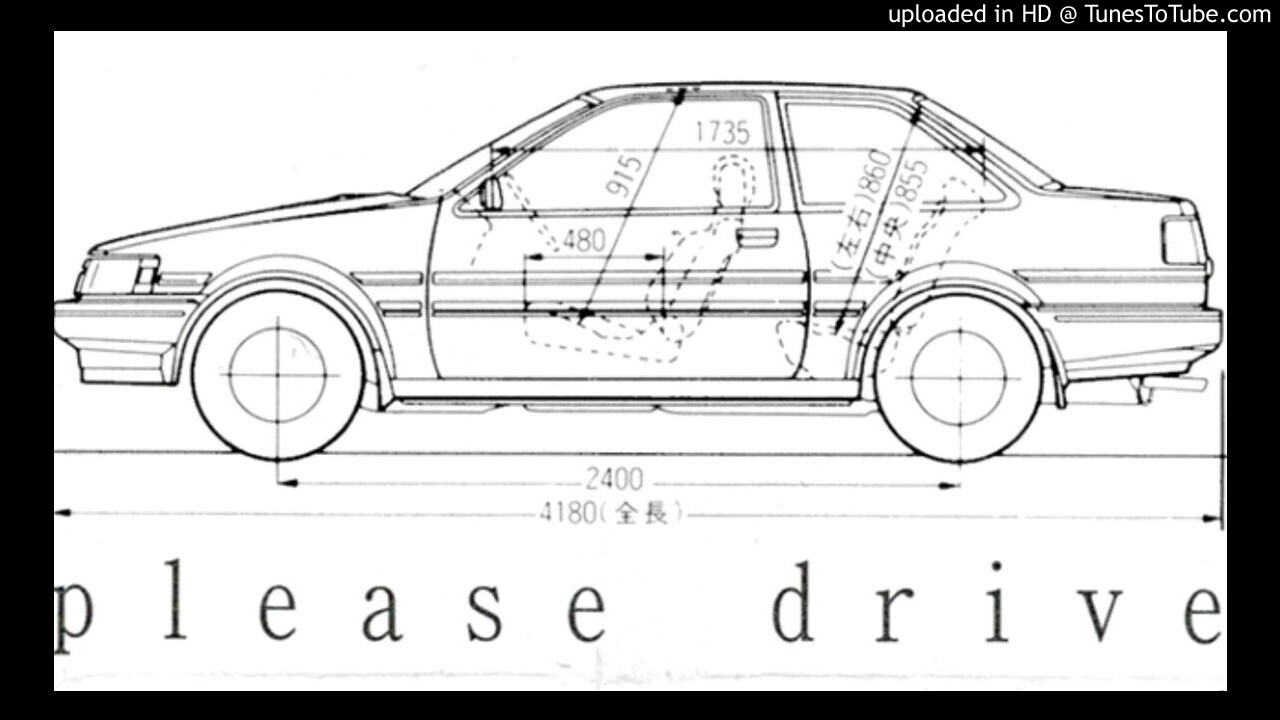 uploaded in HD @ TunesToTube.com
1735
915
(左右)860
(中央)855
480
2400
4180(全長)
please drive